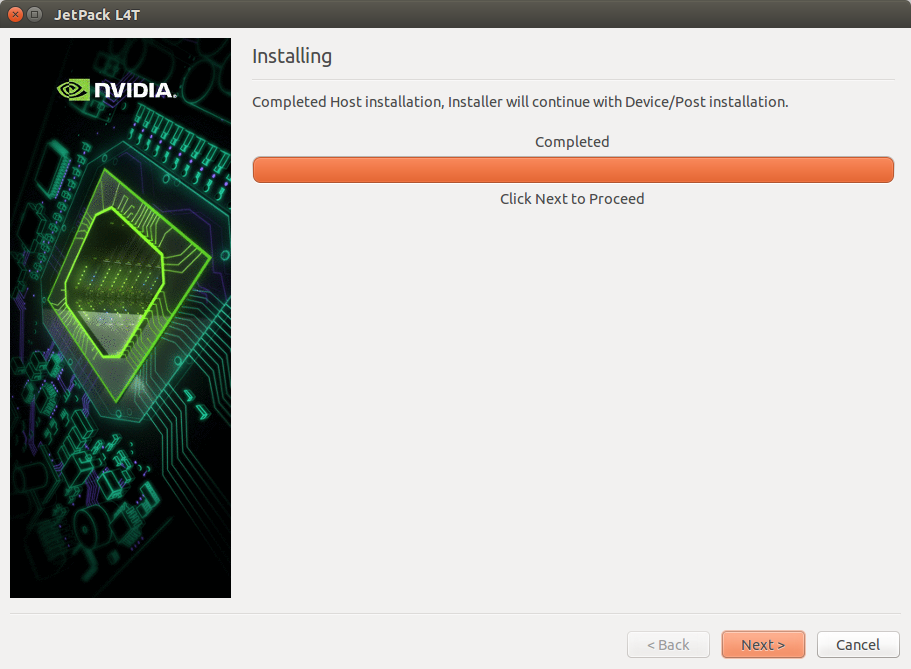 JetPack L4T
NVIDIA.
Installing
Completed Host installation, Installer will continue with Device/Post installation.
Completed
Click Next to Proceed
< Back
Next >
Cancel